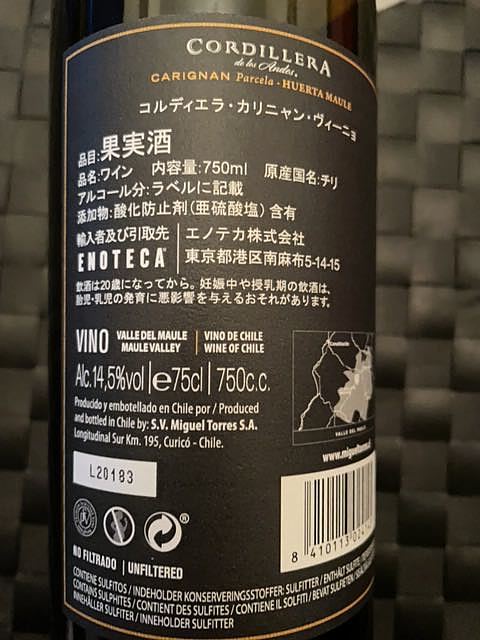 CORDILLERA
de los Andes.
CARIGNAN Parcela - HUERTA MAULE
コルディエラ・カリニャン・ヴィーニョ
品目:果実酒
品名:ワイン 内容量:750ml 原産国名:チリ
アルコール分:ラベルに記載
添加物:酸化防止剤(亜硫酸塩)含有
輸入者及び引取先 エノテカ株式会社
ENOTECA 東京都港区南麻布5-14-15
飲酒は20歳になってから。妊娠中や授乳期の飲酒は、
胎児・乳児の発育に悪影響を与えるおそれがあります。
VINO VALLE DEL MAULE VINO DE CHILE
MAULE VALLEY WINE OF CHILE
Alc.14,5%vol e75cl 750c.c.
Producido y embotellado en Chile por / Produced
and bottled in Chile by: S.V. Miguel Torres S.A.
Longitudinal Sur Km. 195, Curicó - Chile.
VALLE DEL MAULE
www.migueltorres
L20183
8 410113 024
NO FILTRADO | UNFILTERED
CONTIENE SULFITOS / INDEHOLDER KONSERVERINGSSTOFFER: SULFITTER / ENTHÄLT SULFITE
CONTAINS SULPHITES / CONTIENT DES SULFITES / CONTIENE IL SOLFITI / BEVAT SULFIETEN
INNEHÅLLER SULFITER / INNEHOLDER SULFITTER